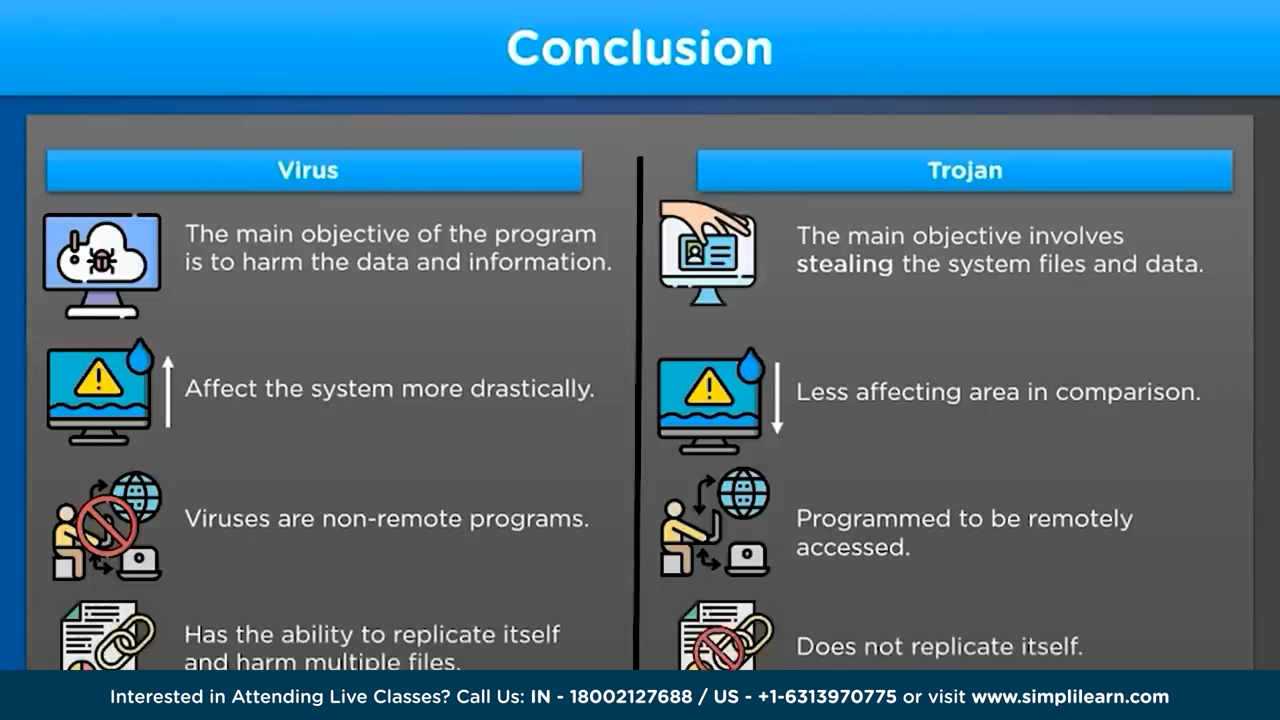 Conclusion
Virus
The main objective of the program
is to harm the data and information.
Affect the system more drastically.
Viruses are non-remote programs.
Has the ability to replicate itself
and harm multiple files.
Trojan
The main objective involves
stealing the system files and data.
Less affecting area in comparison.
Programmed to be remotely
accessed.
Does not replicate itself.
Interested in Attending Live Classes? Call Us: IN - 18002127688 / US - +1-6313970775 or visit www.simplilearn.com